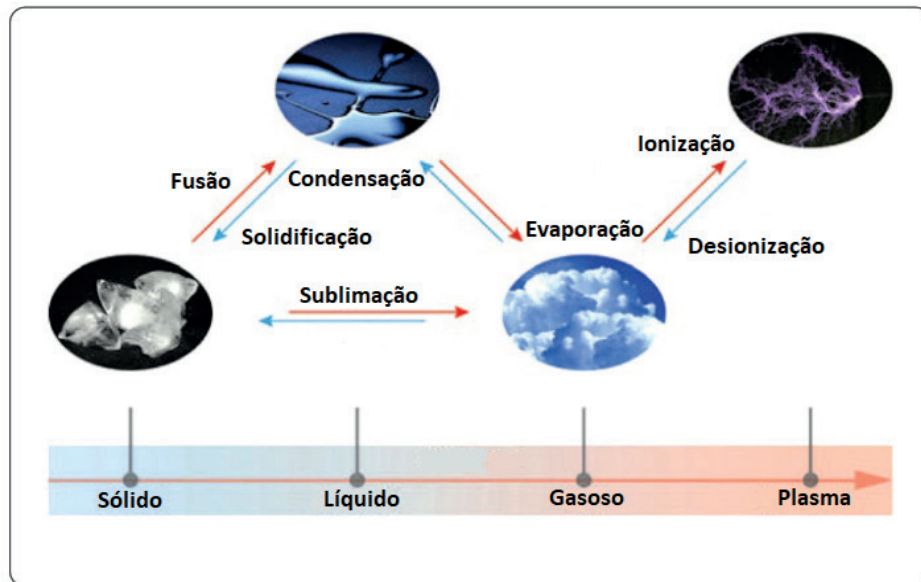 Ionização
Fusão
Condensação
Solidificação
Evaporação
Desionização
Sublimação
Sólido
Líquido
Gasoso
Plasma